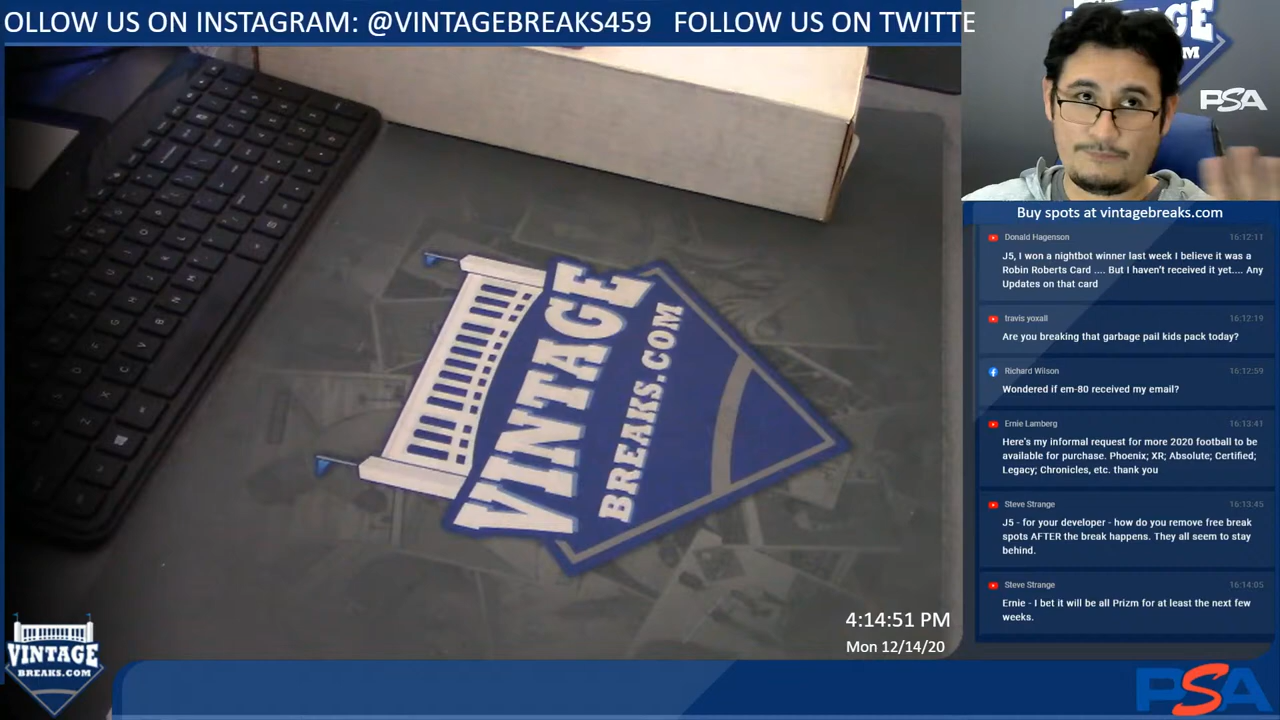 OLLOW US ON INSTAGRAM: @VINTAGEBREAKS459 FOLLOW US ON TWITTE
VINTAGE
BREAKS.COM
4:14:51 PM
Mon 12/14/20
VINTAGE
BREAKS.COM
PSA
Buy spots at vintagebreaks.com
Donald Hagenson 16:12:11
J5, I won a nightbot winner last week I believe it was a
Robin Roberts Card .... But I haven't received it yet.... Any
Updates on that card
travis yoxall 16:12:19
Are you breaking that garbage pail kids pack today?
Richard Wilson 16:12:59
Wondered if em-80 received my email?
Ernie Lamberg 16:13:41
Here's my informal request for more 2020 football to be
available for purchase. Phoenix; XR; Absolute; Certified;
Legacy; Chronicles, etc. thank you
Steve Strange 16:13:45
J5 - for your developer - how do you remove free break
spots AFTER the break happens. They all seem to stay
behind.
Steve Strange 16:14:05
Ernie - I bet it will be all Prizm for at least the next few
weeks.
PSA